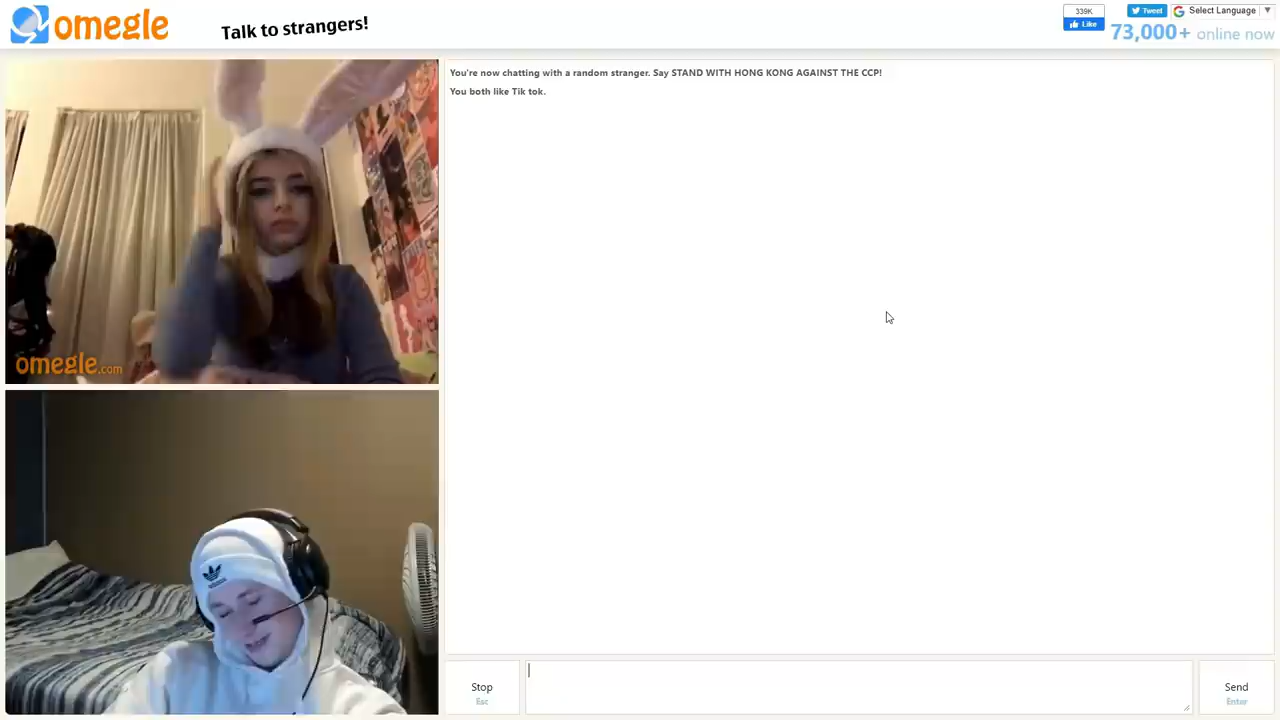 omegle
Talk to strangers!
339K
Like
Tweet
Select Language
73,000+ online now
You're now chatting with a random stranger. Say STAND WITH HONG KONG AGAINST THE CCP!
You both like Tik tok.
omegle.com
Stop
Esc
Send
Enter